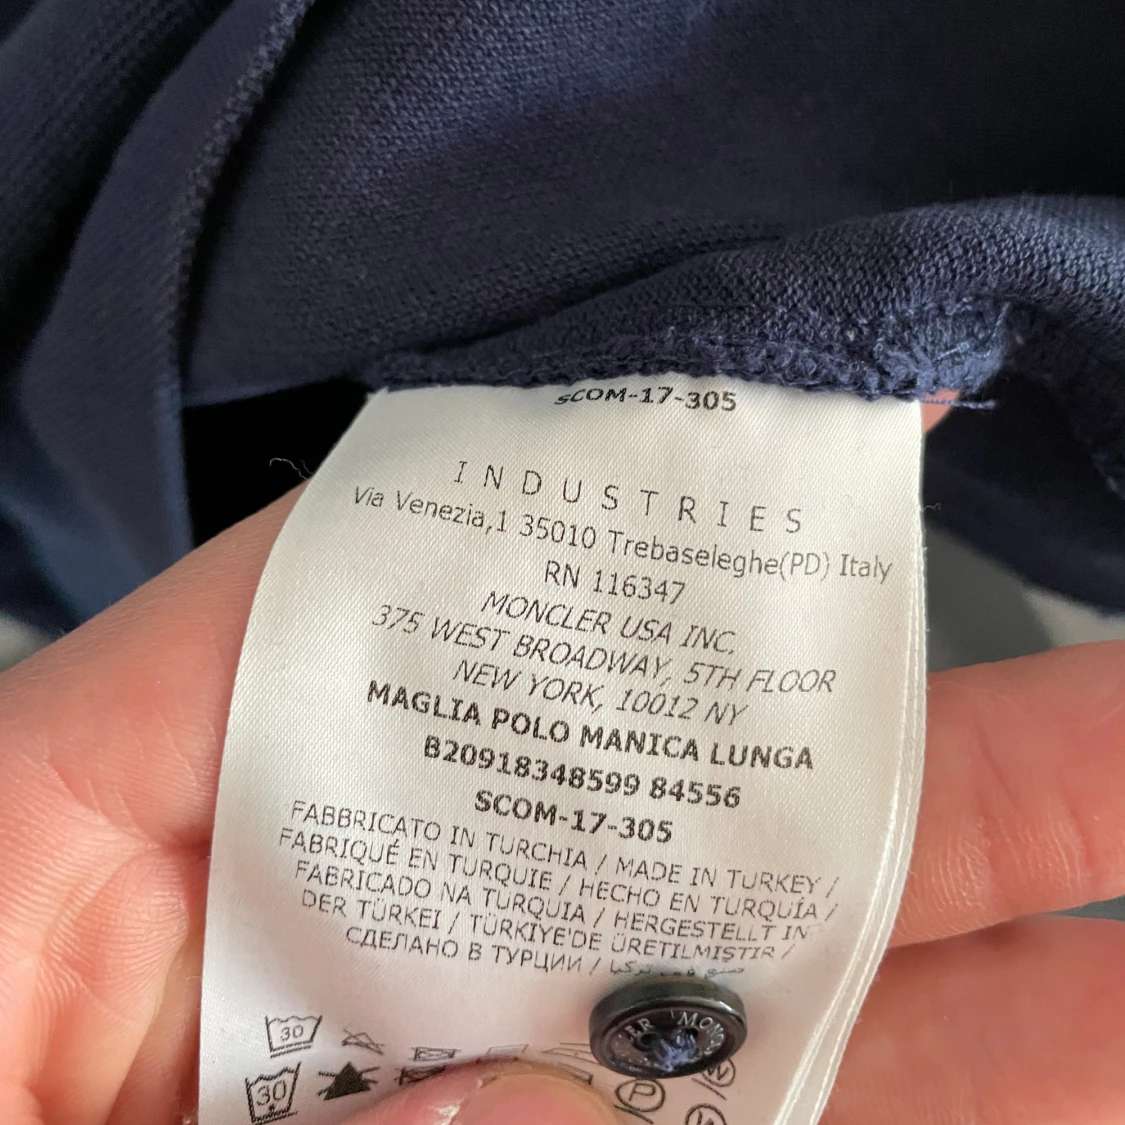 SCOM-17-305
INDUSTRIES
Via Venezia,1 35010 Trebaseleghe(PD) Italy
RN 116347
MONCLER USA INC.
375 WEST BROADWAY, 5TH FLOOR
NEW YORK, 10012 NY
MAGLIA POLO MANICA LUNGA
B20918348599 84556
SCOM-17-305
FABBRICATO IN TURCHIA / MADE IN TURKEY /
FABRIQUÉ EN TURQUIE / HECHO EN TURQUÍA /
FABRICADO NA TURQUIA / HERGESTELLT IN
DER TÜRKEI / TÜRKIYE'DE ÜRETILMIŞTIR /
СДЕЛАНО В ТУРЦИИ / صنع في تركيا
30
30
P
W